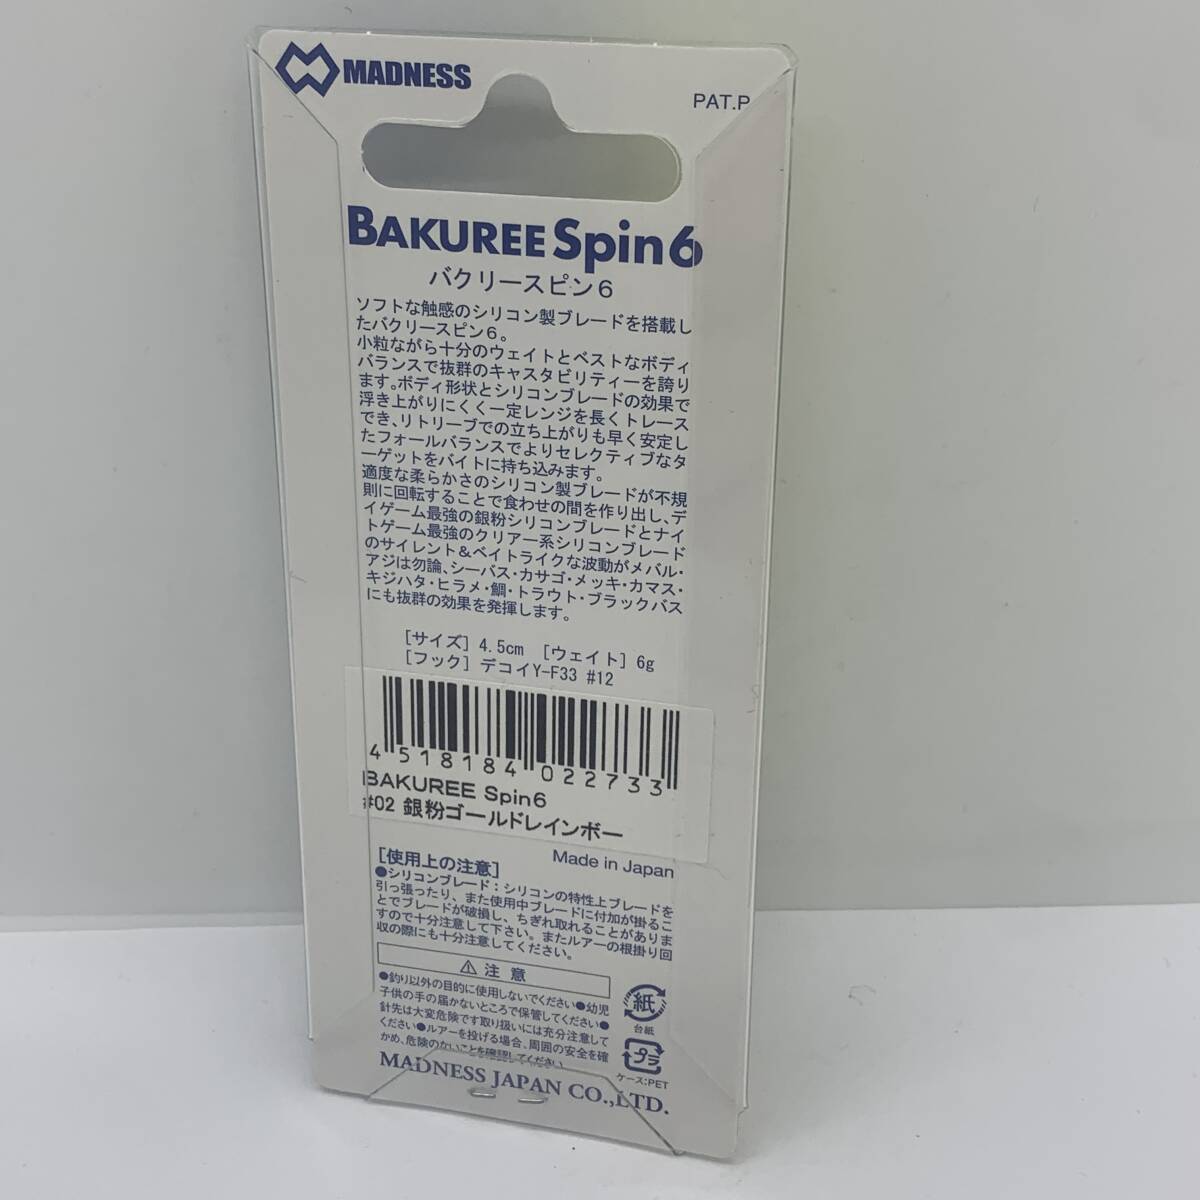 MADNESS
PAT.P
BAKUREE Spin6
バクリースピン6
ソフトな触感のシリコン製ブレードを搭載し
たバクリースピン6。
小粒ながら十分のウェイトとベストなボディ
バランスで抜群のキャスタビリティーを誇り
ます。ボディ形状とシリコンブレードの効果で
浮き上がりにくく一定レンジを長くトレース
でき、リトリーブでの立ち上がりも早く安定し
たフォールバランスでよりセレクティブなタ
ーゲットをバイトに持ち込みます。
適度な柔らかさのシリコン製ブレードが不規
則に回転することで食わせの間を作り出し、デ
イゲーム最強の銀粉シリコンブレードとナイ
トゲーム最強のクリアー系シリコンブレード
のサイレント&ベイトライクな波動がメバル・
アジは勿論、シーバス・カサゴ・メッキ・カマス・
キジハタ・ヒラメ・鯛・トラウト・ブラックバス
にも抜群の効果を発揮します。
[サイズ] 4.5cm [ウェイト] 6g
[フック] デコイY-F33 #12
4 518184 022733
BAKUREE Spin6
#02 銀粉ゴールドレインボー
Made in Japan
[使用上の注意]
●シリコンブレード:シリコンの特性上ブレードを
引っ張ったり、また使用中ブレードに付加が掛るこ
とでブレードが破損し、ちぎれ取れることがありま
すので十分注意して下さい。またルアーの根掛り回
収の際にも十分注意してください。
⚠ 注意
●釣り以外の目的に使用しないでください●幼児
子供の手の届かないところで保管してください●
針先は大変危険です取り扱いには充分注意して
ください●ルアーを投げる場合、周囲の安全を確
かめ、危険のないことを確認してください
紙
台紙
プラ
ケース:PET
MADNESS JAPAN CO.,LTD.